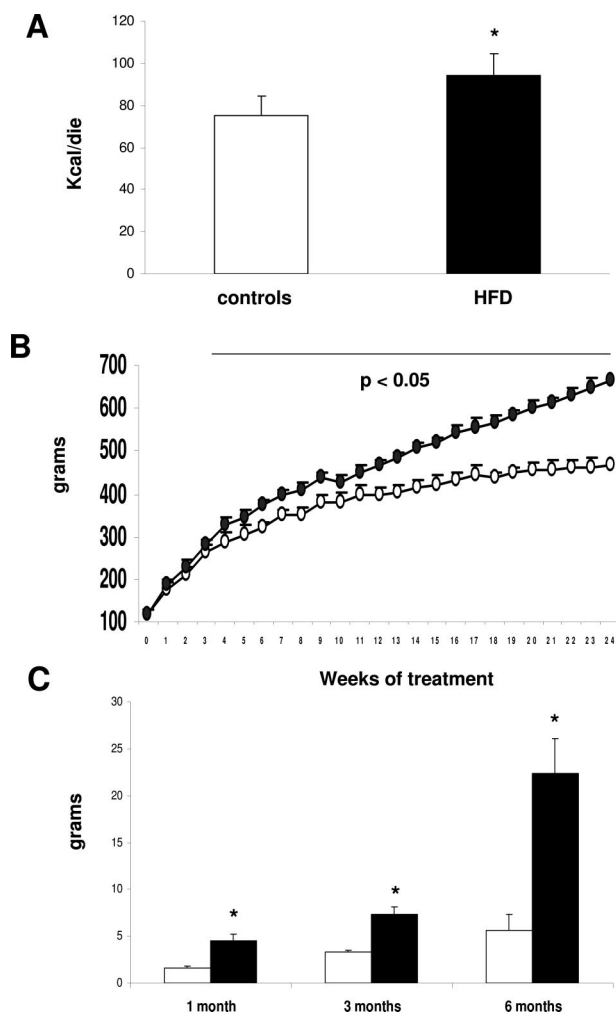 A
120
*
100
80
60
40
20
0
Kcal/die
controls HFD
B
700
p < 0.05
600
500
400
300
200
100
grams
0 1 2 3 4 5 6 7 8 9 10 11 12 13 14 15 16 17 18 19 20 21 22 23 24
Weeks of treatment
C
30
*
25
20
15
10
*
*
5
0
grams
1 month 3 months 6 months